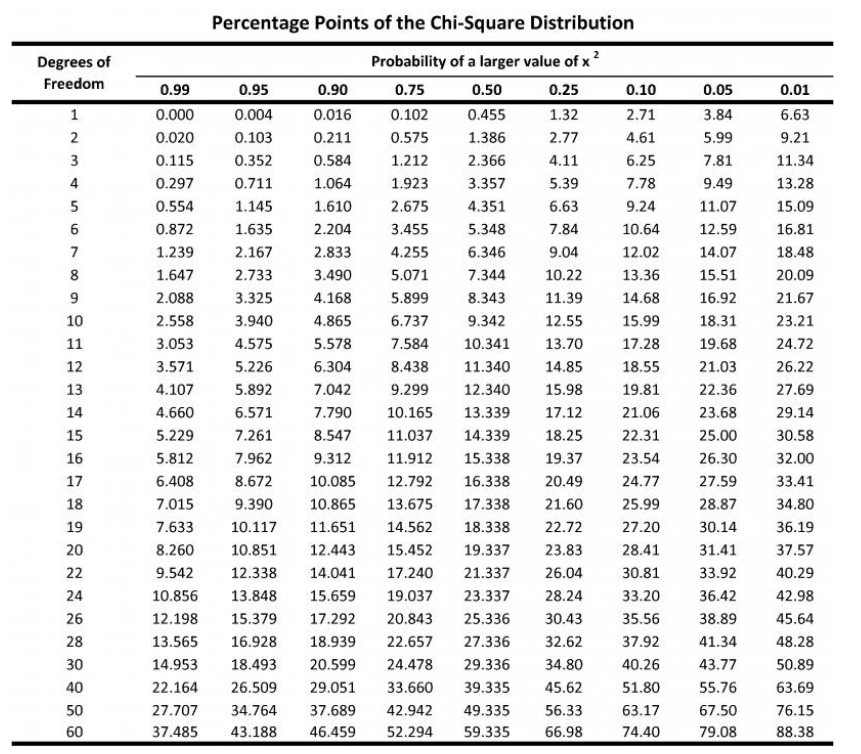 Percentage Points of the Chi-Square Distribution
Degrees of Freedom Probability of a larger value of x ²
0.99 0.95 0.90 0.75 0.50 0.25 0.10 0.05 0.01
1 0.000 0.004 0.016 0.102 0.455 1.32 2.71 3.84 6.63
2 0.020 0.103 0.211 0.575 1.386 2.77 4.61 5.99 9.21
3 0.115 0.352 0.584 1.212 2.366 4.11 6.25 7.81 11.34
4 0.297 0.711 1.064 1.923 3.357 5.39 7.78 9.49 13.28
5 0.554 1.145 1.610 2.675 4.351 6.63 9.24 11.07 15.09
6 0.872 1.635 2.204 3.455 5.348 7.84 10.64 12.59 16.81
7 1.239 2.167 2.833 4.255 6.346 9.04 12.02 14.07 18.48
8 1.647 2.733 3.490 5.071 7.344 10.22 13.36 15.51 20.09
9 2.088 3.325 4.168 5.899 8.343 11.39 14.68 16.92 21.67
10 2.558 3.940 4.865 6.737 9.342 12.55 15.99 18.31 23.21
11 3.053 4.575 5.578 7.584 10.341 13.70 17.28 19.68 24.72
12 3.571 5.226 6.304 8.438 11.340 14.85 18.55 21.03 26.22
13 4.107 5.892 7.042 9.299 12.340 15.98 19.81 22.36 27.69
14 4.660 6.571 7.790 10.165 13.339 17.12 21.06 23.68 29.14
15 5.229 7.261 8.547 11.037 14.339 18.25 22.31 25.00 30.58
16 5.812 7.962 9.312 11.912 15.338 19.37 23.54 26.30 32.00
17 6.408 8.672 10.085 12.792 16.338 20.49 24.77 27.59 33.41
18 7.015 9.390 10.865 13.675 17.338 21.60 25.99 28.87 34.80
19 7.633 10.117 11.651 14.562 18.338 22.72 27.20 30.14 36.19
20 8.260 10.851 12.443 15.452 19.337 23.83 28.41 31.41 37.57
22 9.542 12.338 14.041 17.240 21.337 26.04 30.81 33.92 40.29
24 10.856 13.848 15.659 19.037 23.337 28.24 33.20 36.42 42.98
26 12.198 15.379 17.292 20.843 25.336 30.43 35.56 38.89 45.64
28 13.565 16.928 18.939 22.657 27.336 32.62 37.92 41.34 48.28
30 14.953 18.493 20.599 24.478 29.336 34.80 40.26 43.77 50.89
40 22.164 26.509 29.051 33.660 39.335 45.62 51.80 55.76 63.69
50 27.707 34.764 37.689 42.942 49.335 56.33 63.17 67.50 76.15
60 37.485 43.188 46.459 52.294 59.335 66.98 74.40 79.08 88.38